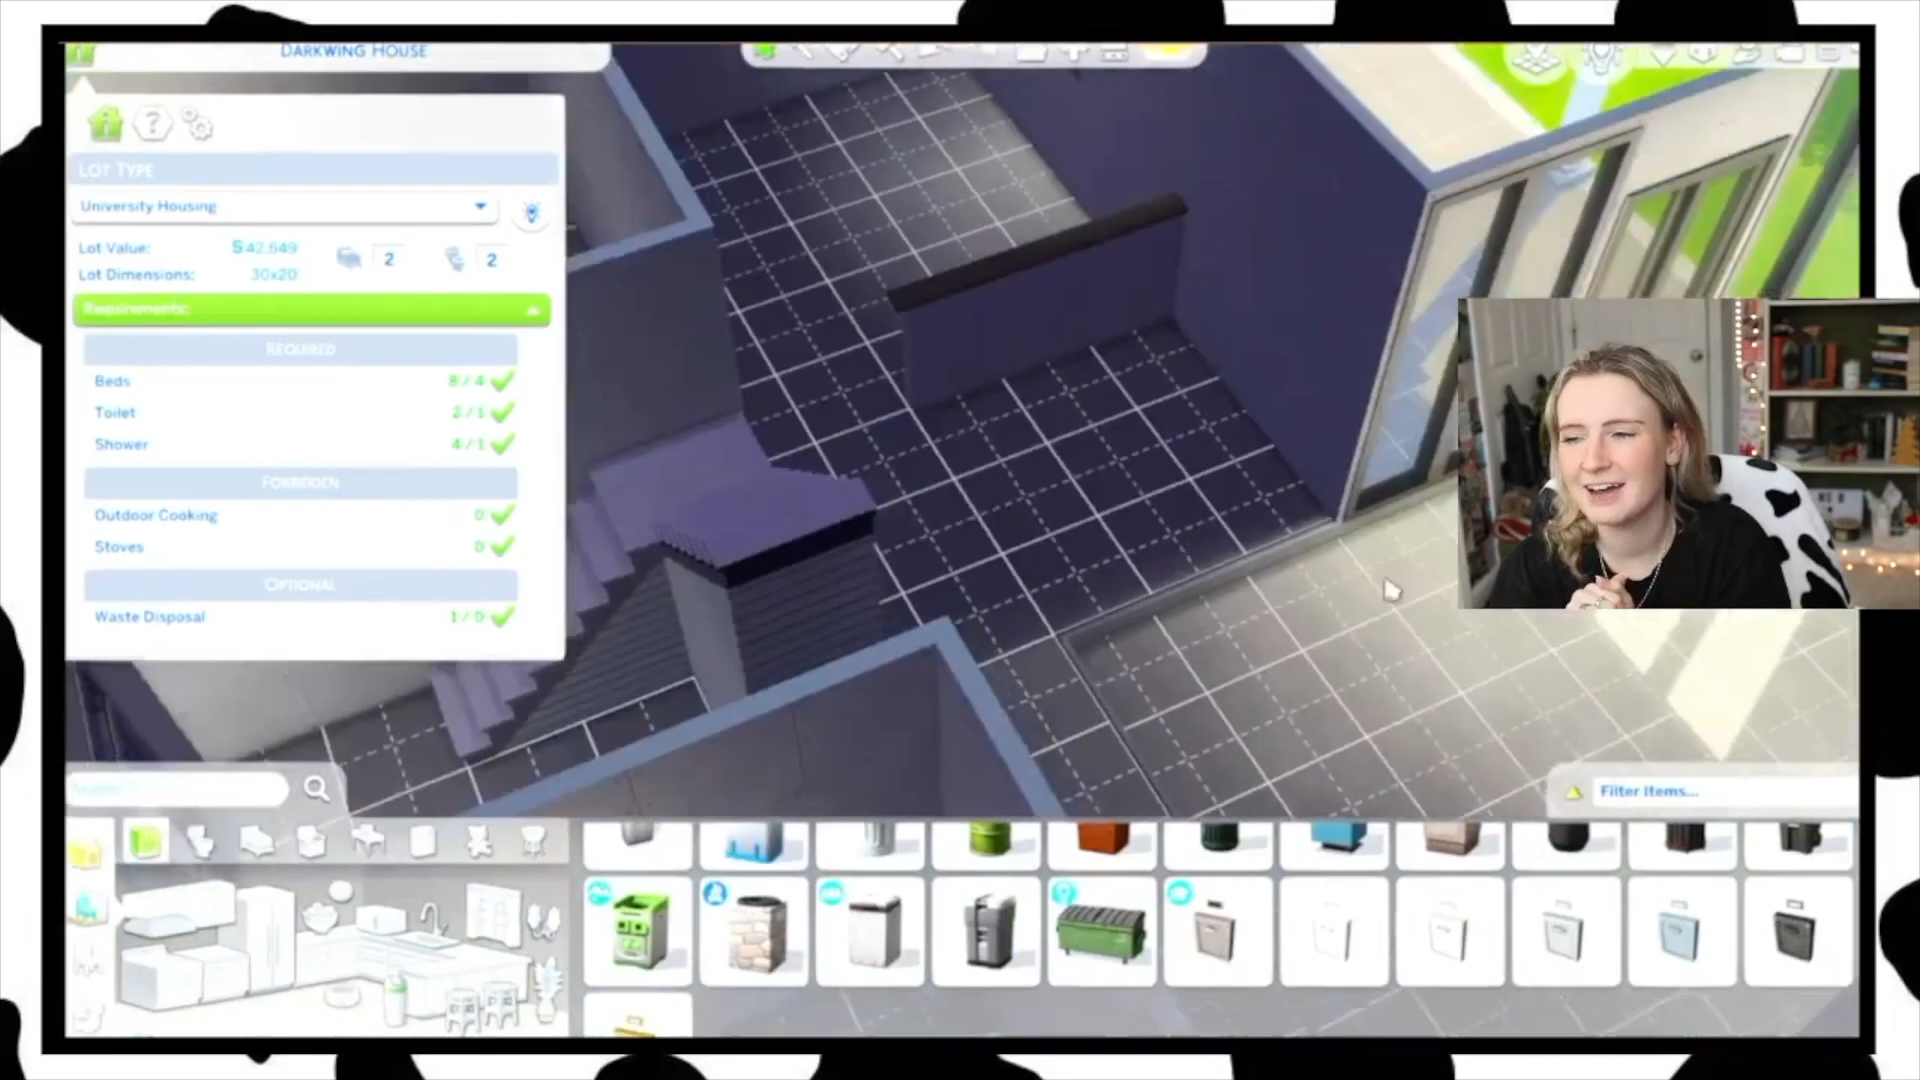 DARKWING HOUSE
LOT TYPE
University Housing
Lot Value: §42,649 2 2
Lot Dimensions: 30x20
Requirements:
REQUIRED
Beds 8/4
Toilet 2/1
Shower 4/1
FORBIDDEN
Outdoor Cooking 0
Stoves 0
OPTIONAL
Waste Disposal 1/0
Filter Items...